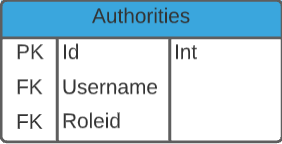 Authorities
PK Id Int
FK Username
FK Roleid